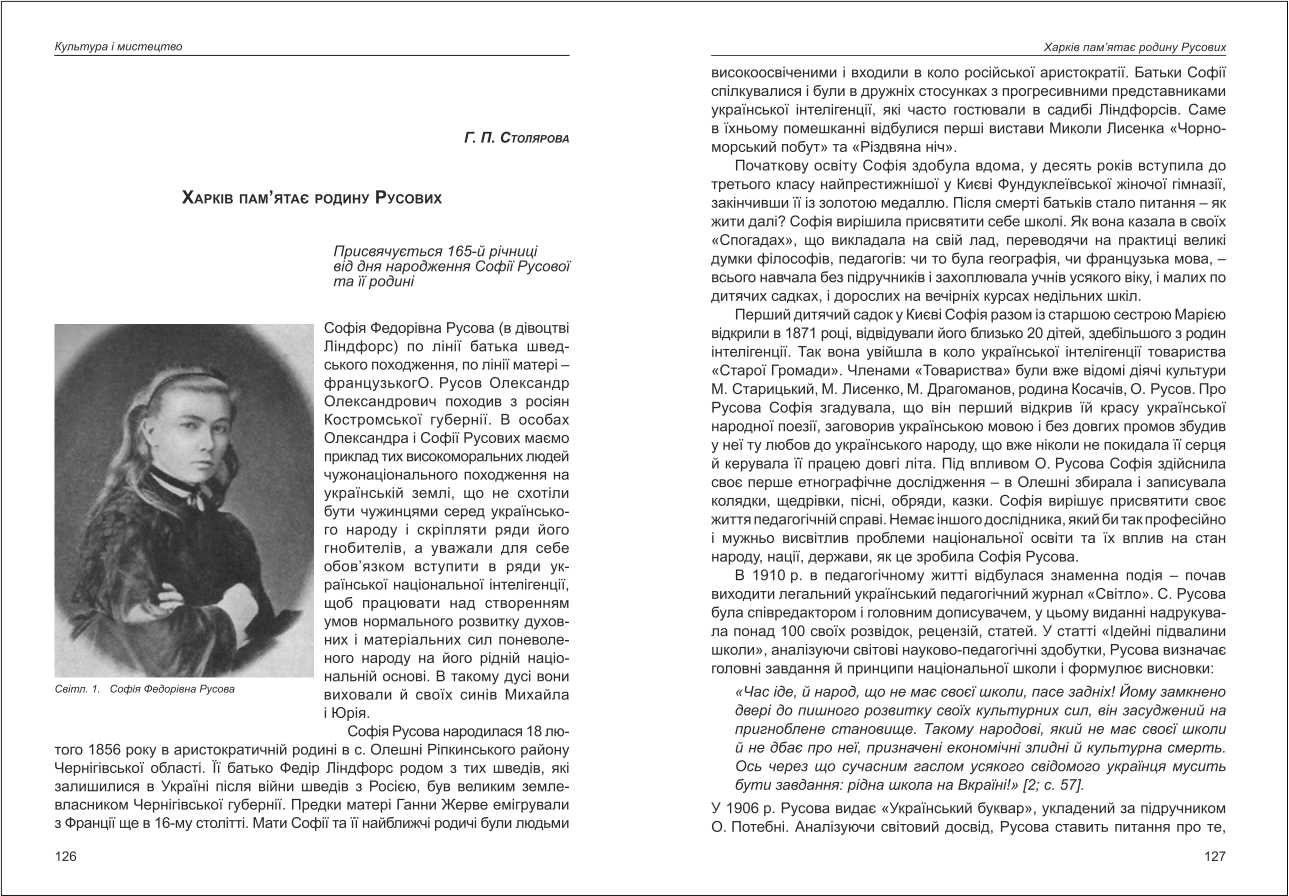 Культура і мистецтво
Г. П. Столярова
Харків пам’ятає родину Русових
Присвячується 165-й річниці
від дня народження Софії Русової
та її родині
Софія Федорівна Русова (в дівоцтві
Ліндфорс) по лінії батька швед-
ського походження, по лінії матері –
французькогО. Русов Олександр
Олександрович походив з росіян
Костромської губернії. В особах
Олександра і Софії Русових маємо
приклад тих високоморальних людей
чужонаціонального походження на
українській землі, що не схотіли
бути чужинцями серед українсько-
го народу і скріпляти ряди його
гнобителів, а уважали для себе
обов’язком вступити в ряди ук-
раїнської національної інтелігенції,
щоб працювати над створенням
умов нормального розвитку духов-
них і матеріальних сил поневоле-
ного народу на його рідній націо-
нальній основі. В такому дусі вони
виховали й своїх синів Михайла
і Юрія.
Світл. 1. Софія Федорівна Русова
Софія Русова народилася 18 лю-
того 1856 року в аристократичній родині в с. Олешні Ріпкинського району
Чернігівської області. Її батько Федір Ліндфорс родом з тих шведів, які
залишилися в Україні після війни шведів з Росією, був великим земле-
власником Чернігівської губернії. Предки матері Ганни Жерве емігрували
з Франції ще в 16-му столітті. Мати Софії та її найближчі родичі були людьми
126
Харків пам’ятає родину Русових
високоосвіченими і входили в коло російської аристократії. Батьки Софії
спілкувалися і були в дружніх стосунках з прогресивними представниками
української інтелігенції, які часто гостювали в садибі Ліндфорсів. Саме
в їхньому помешканні відбулися перші вистави Миколи Лисенка «Чорно-
морський побут» та «Різдвяна ніч».
Початкову освіту Софія здобула вдома, у десять років вступила до
третього класу найпрестижнішої у Києві Фундуклеївської жіночої гімназії,
закінчивши її із золотою медаллю. Після смерті батьків стало питання – як
жити далі? Софія вирішила присвятити себе школі. Як вона казала в своїх
«Спогадах», що викладала на свій лад, переводячи на практиці великі
думки філософів, педагогів: чи то була географія, чи французька мова, –
всього навчала без підручників і захоплювала учнів усякого віку, і малих по
дитячих садках, і дорослих на вечірніх курсах недільних шкіл.
Перший дитячий садок у Києві Софія разом із старшою сестрою Марією
відкрили в 1871 році, відвідували його близько 20 дітей, здебільшого з родин
інтелігенції. Так вона увійшла в коло української інтелігенції товариства
«Старої Громади». Членами «Товариства» були вже відомі діячі культури
М. Старицький, М. Лисенко, М. Драгоманов, родина Косачів, О. Русов. Про
Русова Софія згадувала, що він перший відкрив їй красу української
народної поезії, заговорив українською мовою і без довгих промов збудив
у неї ту любов до українського народу, що вже ніколи не покидала її серця
й керувала її працею довгі літа. Під впливом О. Русова Софія здійснила
своє перше етнографічне дослідження – в Олешні збирала і записувала
колядки, щедрівки, пісні, обряди, казки. Софія вирішує присвятити своє
життя педагогічній справі. Немає іншого дослідника, який би так професійно
і мужньо висвітлив проблеми національної освіти та їх вплив на стан
народу, нації, держави, як це зробила Софія Русова.
В 1910 р. в педагогічному житті відбулася знаменна подія – почав
виходити легальний український педагогічний журнал «Світло». С. Русова
була співредактором і головним дописувачем, у цьому виданні надрукува-
ла понад 100 своїх розвідок, рецензій, статей. У статті «Ідейні підвалини
школи», аналізуючи світові науково-педагогічні здобутки, Русова визначає
головні завдання й принципи національної школи і формулює висновки:
«Час іде, й народ, що не має своєї школи, пасе задніх! Йому замкнено
двері до пишного розвитку своїх культурних сил, він засуджений на
пригноблене становище. Такому народові, який не має своєї школи
й не дбає про неї, призначені економічні злидні й культурна смерть.
Ось через що сучасним гаслом усякого свідомого українця мусить
бути завдання: рідна школа на Вкраїні!» [2; с. 57].
У 1906 р. Русова видає «Український буквар», укладений за підручником
О. Потебні. Аналізуючи світовий досвід, Русова ставить питання про те,
127